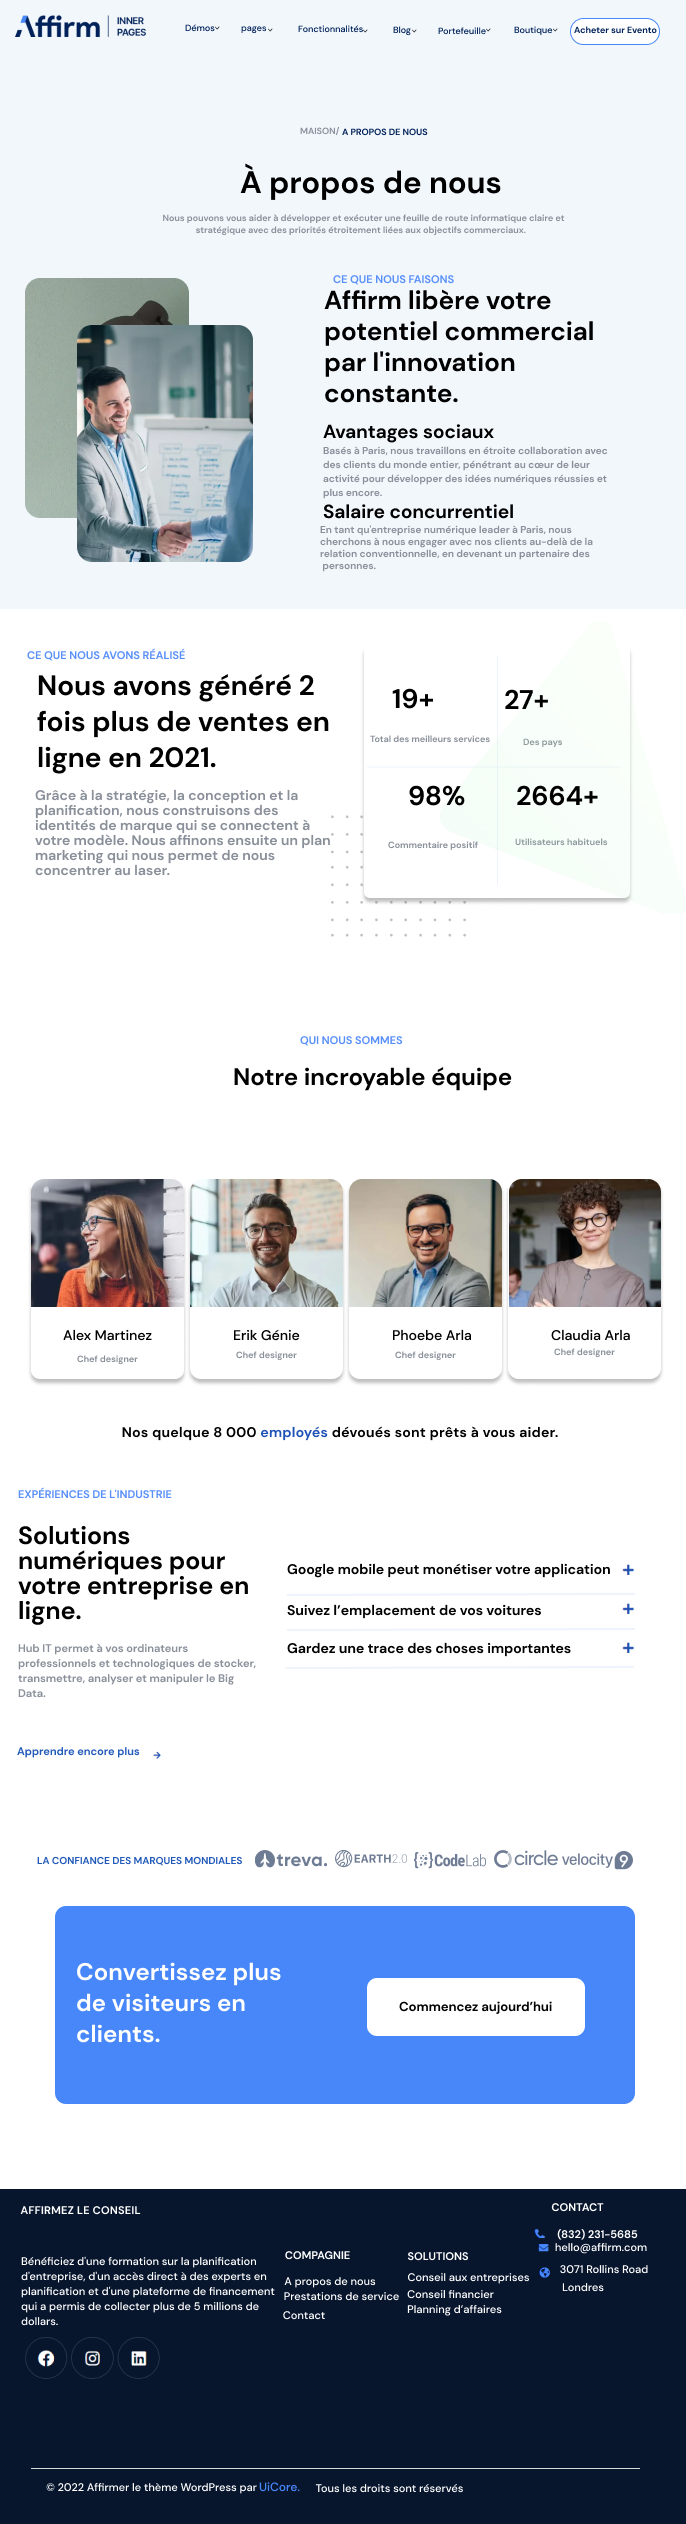 Affirm INNER
PAGES
Démos
pages
Fonctionnalités
Blog
Portefeuille
Boutique
Acheter sur Evento
MAISON/ A PROPOS DE NOUS
À propos de nous
Nous pouvons vous aider à développer et exécuter une feuille de route informatique claire et
stratégique avec des priorités étroitement liées aux objectifs commerciaux.
CE QUE NOUS FAISONS
Affirm libère votre
potentiel commercial
par l'innovation
constante.
Avantages sociaux
Basés à Paris, nous travaillons en étroite collaboration avec
des clients du monde entier, pénétrant au cœur de leur
activité pour développer des idées numériques réussies et
plus encore.
Salaire concurrentiel
En tant qu'entreprise numérique leader à Paris, nous
cherchons à nous engager avec nos clients au-delà de la
relation conventionnelle, en devenant un partenaire des
personnes.
CE QUE NOUS AVONS RÉALISÉ
Nous avons généré 2
fois plus de ventes en
ligne en 2021.
Grâce à la stratégie, la conception et la
planification, nous construisons des
identités de marque qui se connectent à
votre modèle. Nous affinons ensuite un plan
marketing qui nous permet de nous
concentrer au laser.
19+
Total des meilleurs services
27+
Des pays
98%
Commentaire positif
2664+
Utilisateurs habituels
QUI NOUS SOMMES
Notre incroyable équipe
Alex Martinez
Chef designer
Erik Génie
Chef designer
Phoebe Arla
Chef designer
Claudia Arla
Chef designer
Nos quelque 8 000 employés dévoués sont prêts à vous aider.
EXPÉRIENCES DE L'INDUSTRIE
Solutions
numériques pour
votre entreprise en
ligne.
Hub IT permet à vos ordinateurs
professionnels et technologiques de stocker,
transmettre, analyser et manipuler le Big
Data.
Apprendre encore plus →
Google mobile peut monétiser votre application +
Suivez l’emplacement de vos voitures +
Gardez une trace des choses importantes +
LA CONFIANCE DES MARQUES MONDIALES
treva.
EARTH2.0
{CodeLab
circle
velocity9
Convertissez plus
de visiteurs en
clients.
Commencez aujourd’hui
AFFIRMEZ LE CONSEIL
Bénéficiez d'une formation sur la planification
d'entreprise, d'un accès direct à des experts en
planification et d'une plateforme de financement
qui a permis de collecter plus de 5 millions de
dollars.
COMPAGNIE
A propos de nous
Prestations de service
Contact
SOLUTIONS
Conseil aux entreprises
Conseil financier
Planning d’affaires
CONTACT
(832) 231-5685
hello@affirm.com
3071 Rollins Road
Londres
© 2022 Affirmer le thème WordPress par UiCore. Tous les droits sont réservés